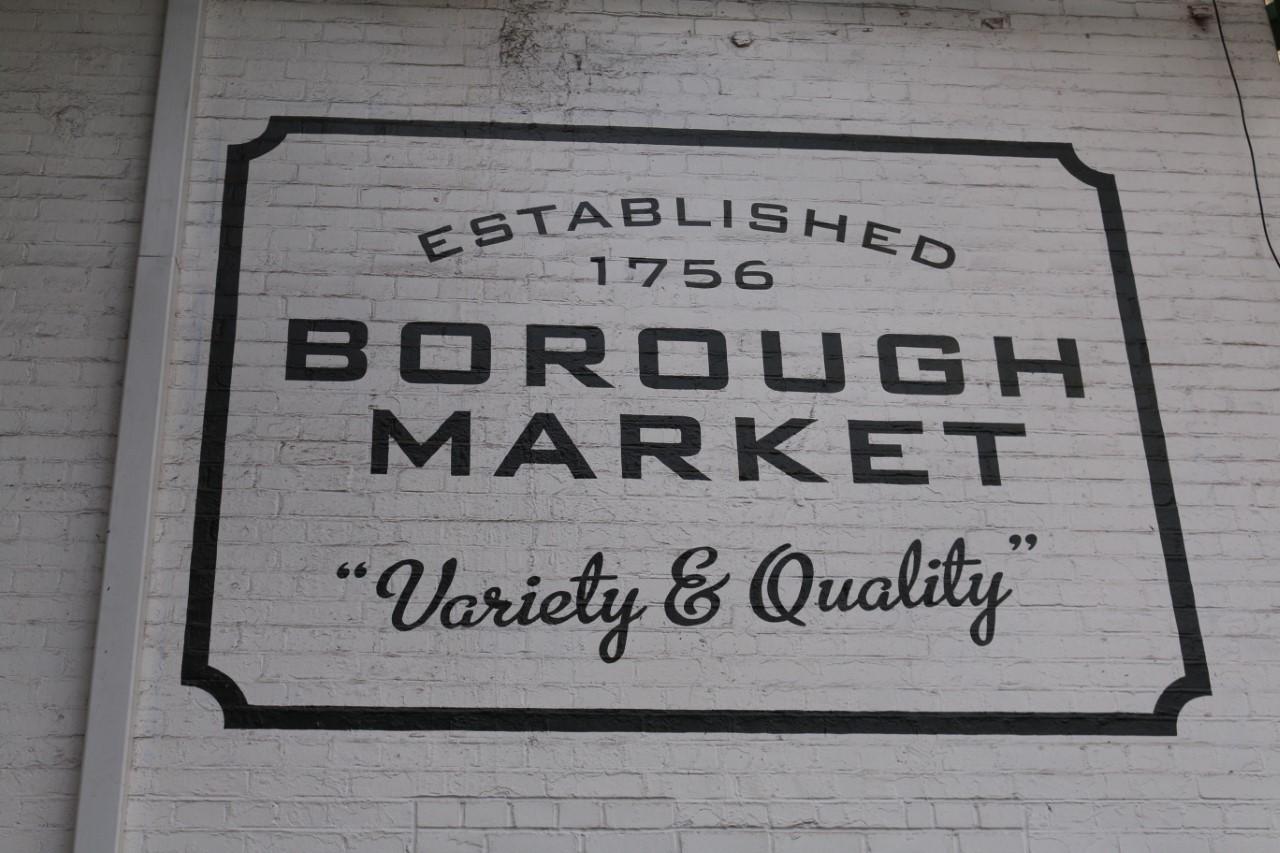 ESTABLISHED
1756
BOROUGH
MARKET
“Variety & Quality”